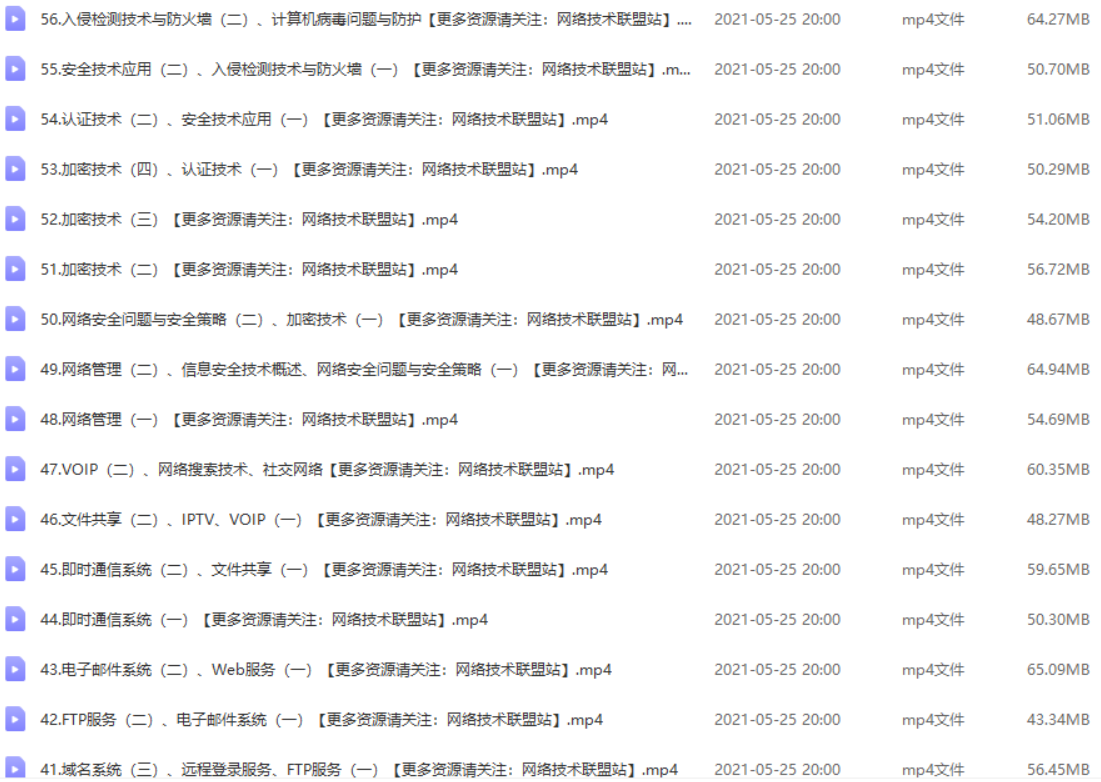 56.入侵检测技术与防火墙（二）、计算机病毒问题与防护【更多资源请关注：网络技术联盟站】.... 2021-05-25 20:00 mp4文件 64.27MB
55.安全技术应用（二）、入侵检测技术与防火墙（一）【更多资源请关注：网络技术联盟站】.m... 2021-05-25 20:00 mp4文件 50.70MB
54.认证技术（二）、安全技术应用（一）【更多资源请关注：网络技术联盟站】.mp4 2021-05-25 20:00 mp4文件 51.06MB
53.加密技术（四）、认证技术（一）【更多资源请关注：网络技术联盟站】.mp4 2021-05-25 20:00 mp4文件 50.29MB
52.加密技术（三）【更多资源请关注：网络技术联盟站】.mp4 2021-05-25 20:00 mp4文件 54.20MB
51.加密技术（二）【更多资源请关注：网络技术联盟站】.mp4 2021-05-25 20:00 mp4文件 56.72MB
50.网络安全问题与安全策略（二）、加密技术（一）【更多资源请关注：网络技术联盟站】.mp4 2021-05-25 20:00 mp4文件 48.67MB
49.网络管理（二）、信息安全技术概述、网络安全问题与安全策略（一）【更多资源请关注：网... 2021-05-25 20:00 mp4文件 64.94MB
48.网络管理（一）【更多资源请关注：网络技术联盟站】.mp4 2021-05-25 20:00 mp4文件 54.69MB
47.VOIP（二）、网络搜索技术、社交网络【更多资源请关注：网络技术联盟站】.mp4 2021-05-25 20:00 mp4文件 60.35MB
46.文件共享（二）、IPTV、VOIP（一）【更多资源请关注：网络技术联盟站】.mp4 2021-05-25 20:00 mp4文件 48.27MB
45.即时通信系统（二）、文件共享（一）【更多资源请关注：网络技术联盟站】.mp4 2021-05-25 20:00 mp4文件 59.65MB
44.即时通信系统（一）【更多资源请关注：网络技术联盟站】.mp4 2021-05-25 20:00 mp4文件 50.30MB
43.电子邮件系统（二）、Web服务（一）【更多资源请关注：网络技术联盟站】.mp4 2021-05-25 20:00 mp4文件 65.09MB
42.FTP服务（二）、电子邮件系统（一）【更多资源请关注：网络技术联盟站】.mp4 2021-05-25 20:00 mp4文件 43.34MB
41.域名系统（三）、远程登录服务、FTP服务（一）【更多资源请关注：网络技术联盟站】.mp4 2021-05-25 20:00 mp4文件 56.45MB